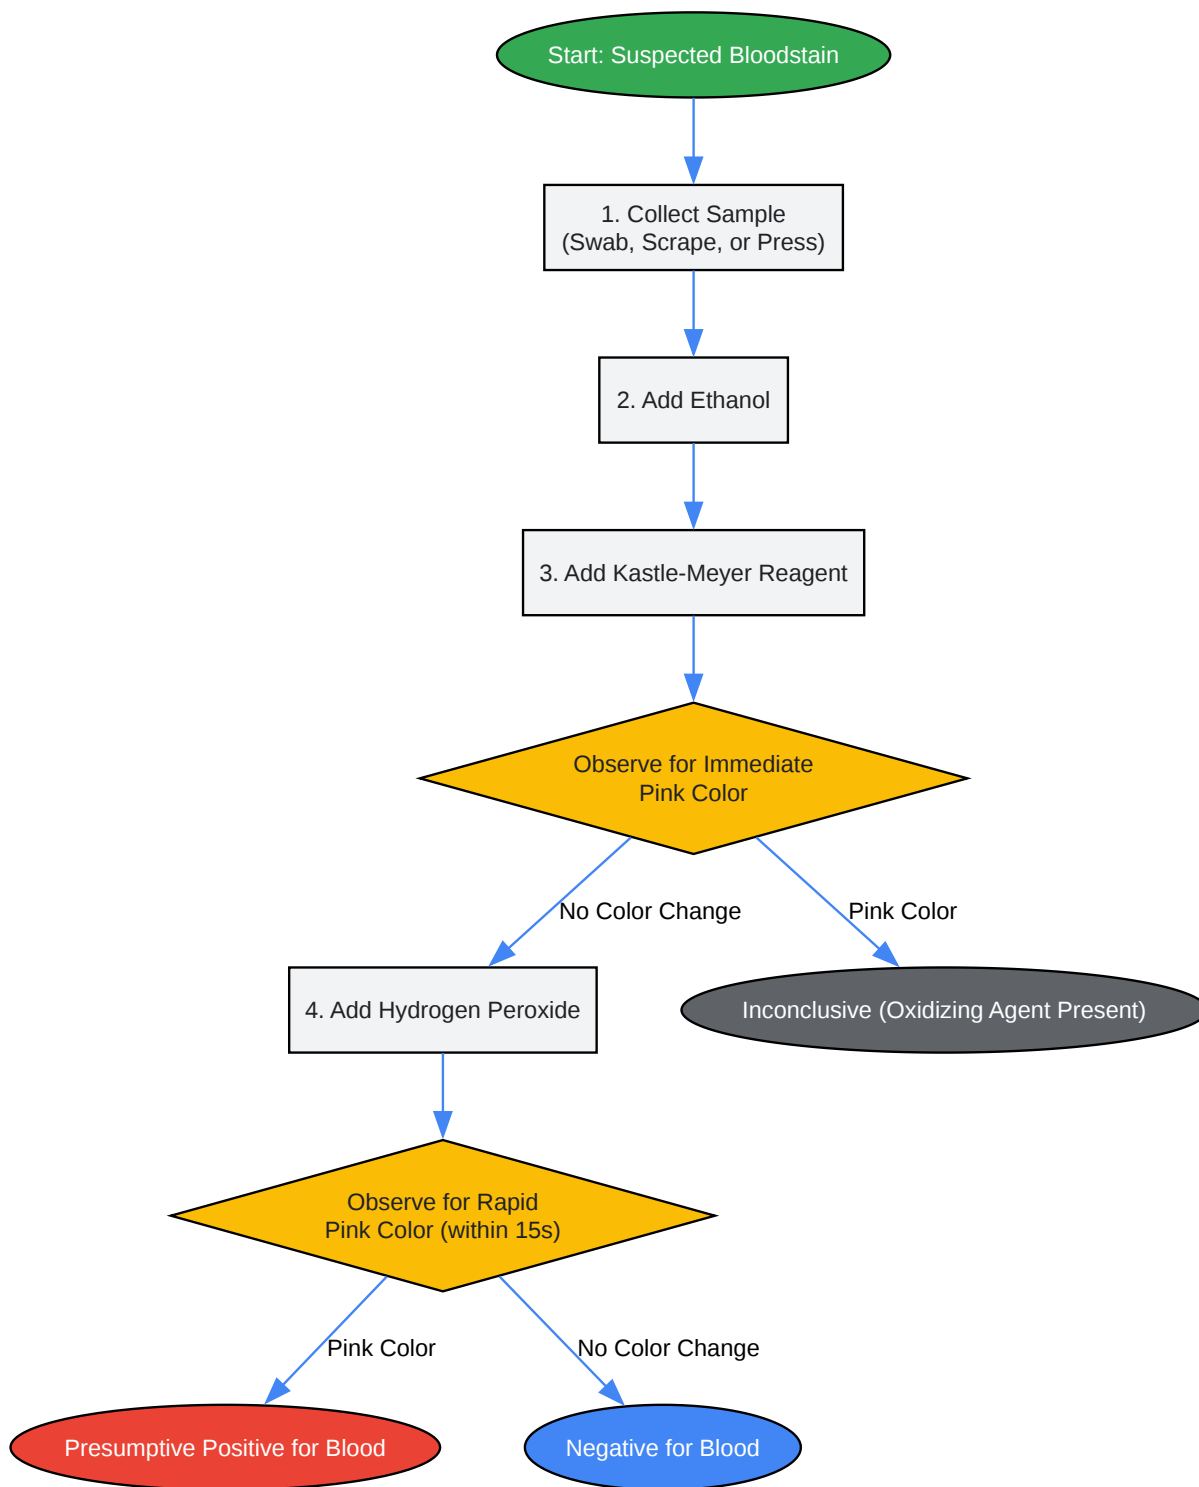 Start: Suspected Bloodstain
1. Collect Sample
(Swab, Scrape, or Press)
2. Add Ethanol
3. Add Kastle-Meyer Reagent
Observe for Immediate
Pink Color
No Color Change
Pink Color
4. Add Hydrogen Peroxide
Inconclusive (Oxidizing Agent Present)
Observe for Rapid
Pink Color (within 15s)
Pink Color
No Color Change
Presumptive Positive for Blood
Negative for Blood